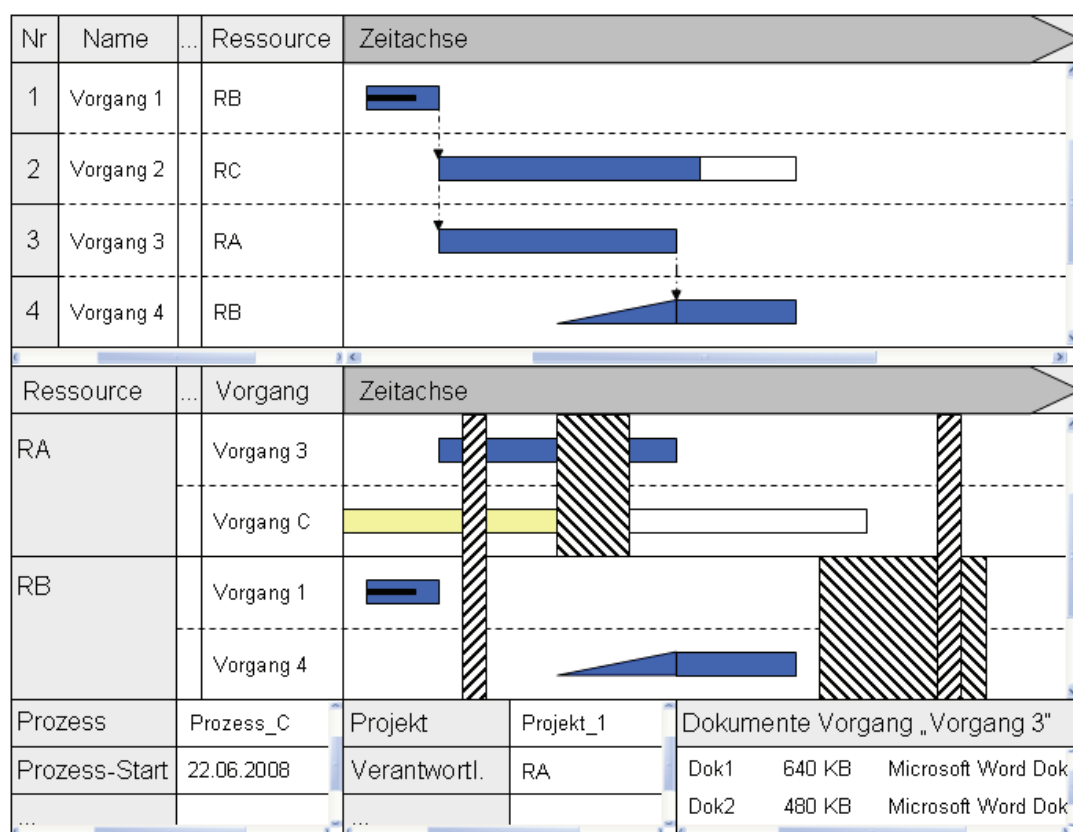 Nr Name ... Ressource Zeitachse
1 Vorgang 1 RB
2 Vorgang 2 RC
3 Vorgang 3 RA
4 Vorgang 4 RB
Ressource ... Vorgang Zeitachse
RA Vorgang 3
Vorgang C
RB Vorgang 1
Vorgang 4
Prozess Prozess_C Projekt Projekt_1 Dokumente Vorgang „Vorgang 3"
Prozess-Start 22.06.2008 Verantwortl. RA Dok1 640 KB Microsoft Word Dok
... ... Dok2 480 KB Microsoft Word Dok